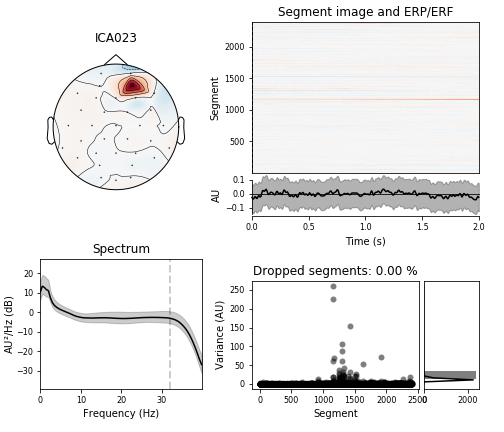 ICA023
Segment image and ERP/ERF
Segment
2000
1500
1000
500
AU
0.1
0.0
−0.1
0.0 0.5 1.0 1.5 2.0
Time (s)
Spectrum
AU²/Hz (dB)
20
10
0
−10
−20
−30
0 10 20 30
Frequency (Hz)
Dropped segments: 0.00 %
Variance (AU)
250
200
150
100
50
0
0 500 1000 1500 2000 2500
Segment
0 2000